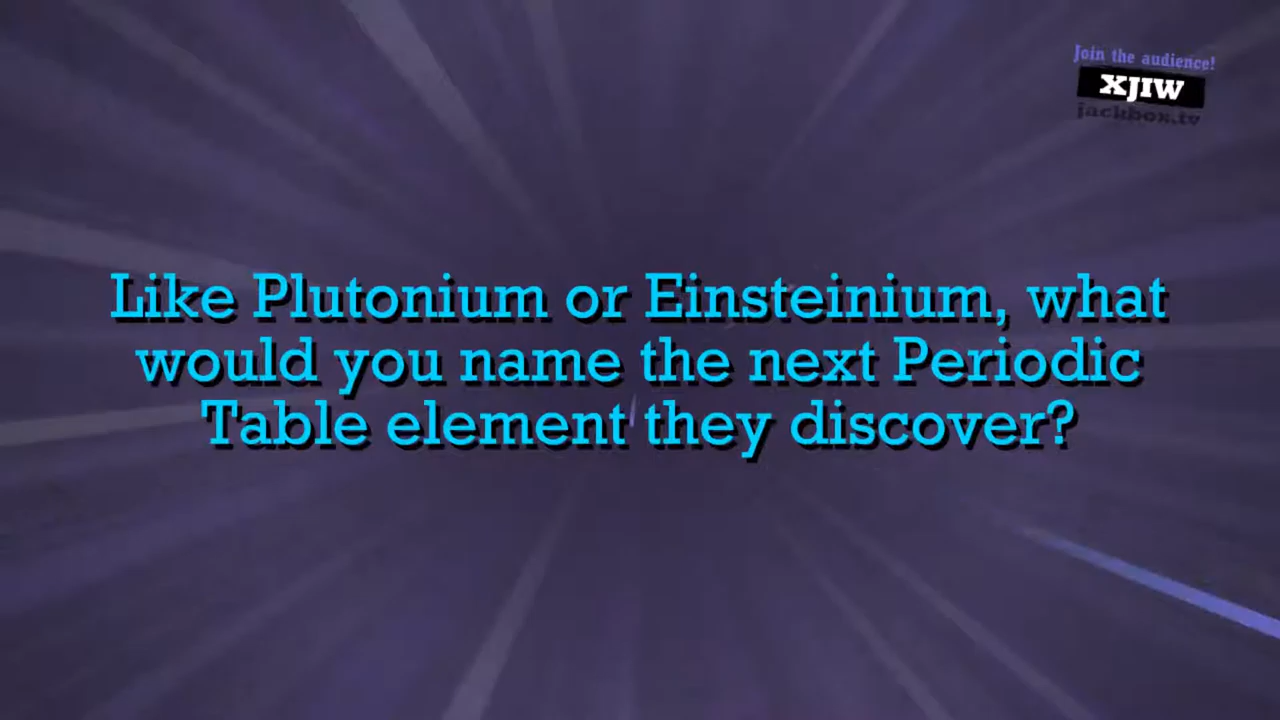 Join the audience!
XJIW
jackbox.tv
Like Plutonium or Einsteinium, what
would you name the next Periodic
Table element they discover?